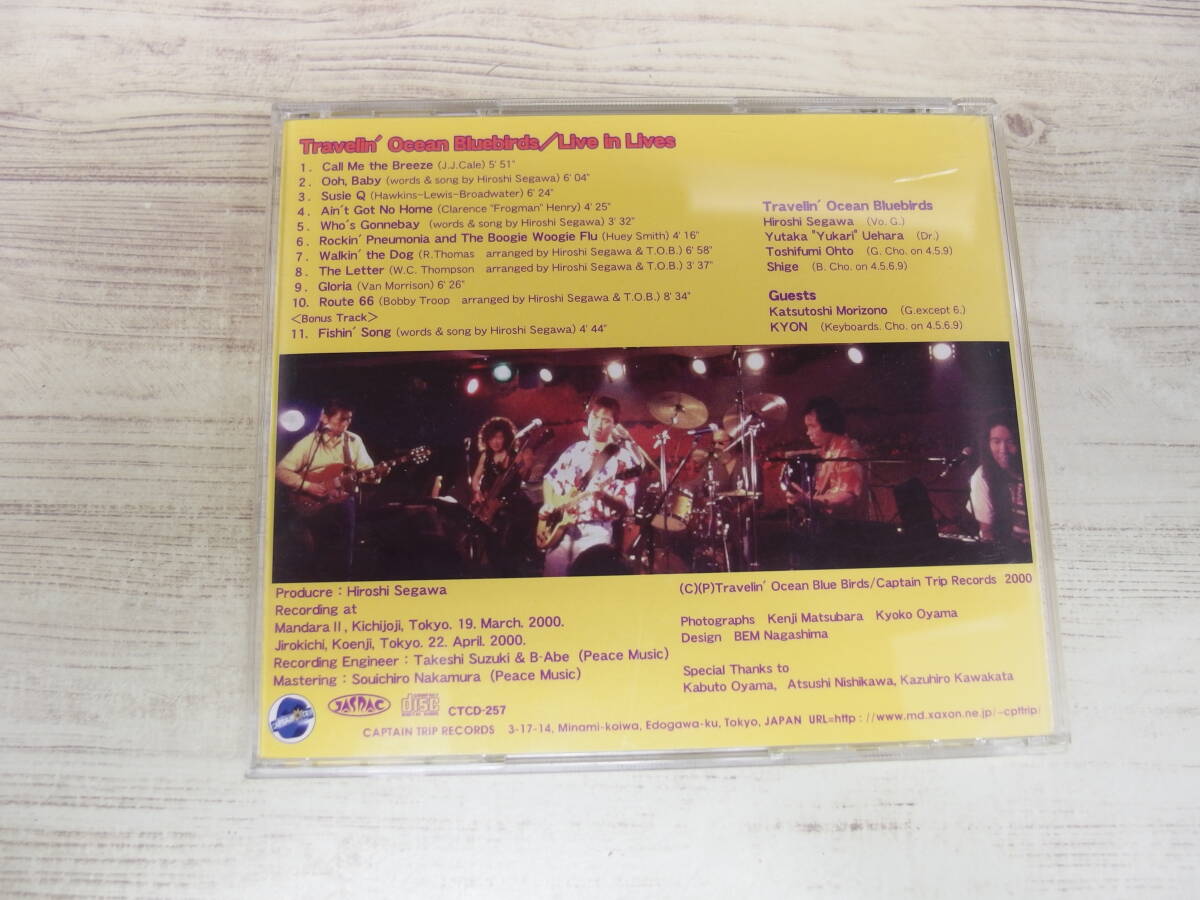 Travelin' Ocean Bluebirds/Live In Lives
1. Call Me the Breeze (J.J.Cale) 5' 51"
2. Ooh, Baby (words & song by Hiroshi Segawa) 6' 04"
3. Susie Q (Hawkins-Lewis-Broadwater) 6' 24"
4. Ain't Got No Home (Clarence "Frogman" Henry) 4' 25"
5. Who's Gonnebay (words & song by Hiroshi Segawa) 3' 32"
6. Rockin' Pneumonia and The Boogie Woogie Flu (Huey Smith) 4' 16"
7. Walkin' the Dog (R.Thomas arranged by Hiroshi Segawa & T.O.B.) 6' 58"
8. The Letter (W.C. Thompson arranged by Hiroshi Segawa & T.O.B.) 3' 37"
9. Gloria (Van Morrison) 6' 26"
10. Route 66 (Bobby Troop arranged by Hiroshi Segawa & T.O.B.) 8' 34"
<Bonus Track>
11. Fishin' Song (words & song by Hiroshi Segawa) 4' 44"
Travelin' Ocean Bluebirds
Hiroshi Segawa (Vo. G.)
Yutaka "Yukari" Uehara (Dr.)
Toshifumi Ohto (G. Cho. on 4.5.9)
Shige (B. Cho. on 4.5.6.9)
Guests
Katsutoshi Morizono (G.except 6.)
KYON (Keyboards. Cho. on 4.5.6.9)
Producre : Hiroshi Segawa
Recording at
Mandara II, Kichijoji, Tokyo. 19. March. 2000.
Jirokichi, Koenji, Tokyo. 22. April. 2000.
Recording Engineer : Takeshi Suzuki & B-Abe (Peace Music)
Mastering : Souichiro Nakamura (Peace Music)
(C)(P)Travelin' Ocean Blue Birds/Captain Trip Records 2000
Photographs Kenji Matsubara Kyoko Oyama
Design BEM Nagashima
Special Thanks to
Kabuto Oyama, Atsushi Nishikawa, Kazuhiro Kawakata
JASRAC
COMPACT disc DIGITAL AUDIO
CTCD-257
CAPTAIN TRIP RECORDS 3-17-14, Minami-koiwa, Edogawa-ku, Tokyo, JAPAN URL=http : //www.md.xaxon.ne.jp/~cpttrip/